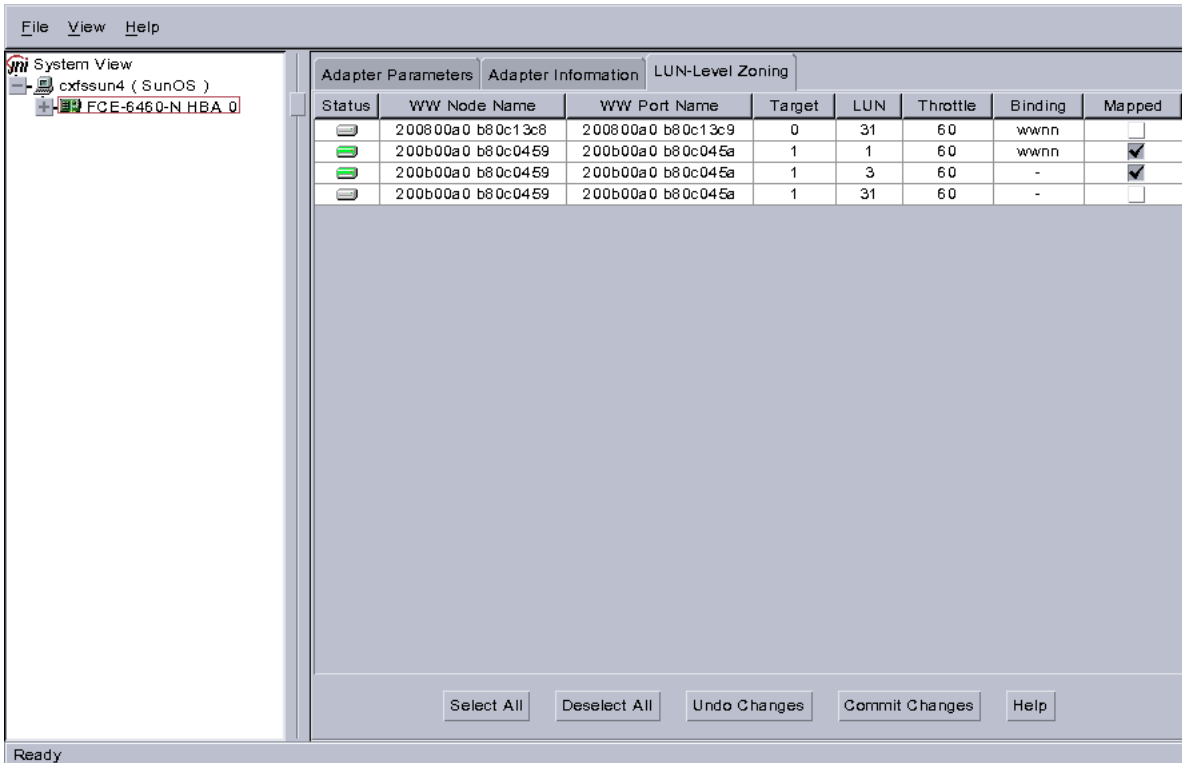 File View Help
jni System View
cxfssun4 ( SunOS )
FCE-6460-N HBA 0
Adapter Parameters Adapter Information LUN-Level Zoning
Status WW Node Name WW Port Name Target LUN Throttle Binding Mapped
200800a0 b80c13c8 200800a0 b80c13c9 0 31 60 wwnn
200b00a0 b80c0459 200b00a0 b80c045a 1 1 60 wwnn
200b00a0 b80c0459 200b00a0 b80c045a 1 3 60 -
200b00a0 b80c0459 200b00a0 b80c045a 1 31 60 -
Select All Deselect All Undo Changes Commit Changes Help
Ready